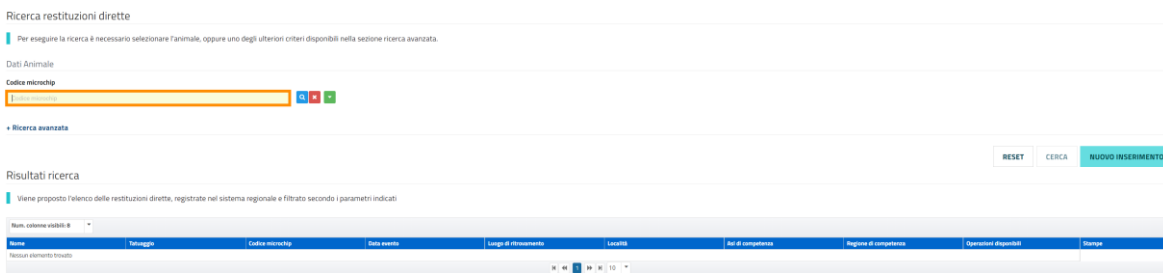 Ricerca restituzioni dirette
Per eseguire la ricerca è necessario selezionare l'animale, oppure uno degli ulteriori criteri disponibili nella sezione ricerca avanzata.
Dati Animale
Codice microchip
Codice microchip
+ Ricerca avanzata
RESET CERCA NUOVO INSERIMENTO
Risultati ricerca
Viene proposto l'elenco delle restituzioni dirette, registrate nel sistema regionale e filtrato secondo i parametri indicati
Num. colonne visibili: 8
Nome Tatuaggio Codice microchip Data evento Luogo di ritrovamento Località Asl di competenza Regione di competenza Operazioni disponibili Stampe
Nessun elemento trovato
1 10